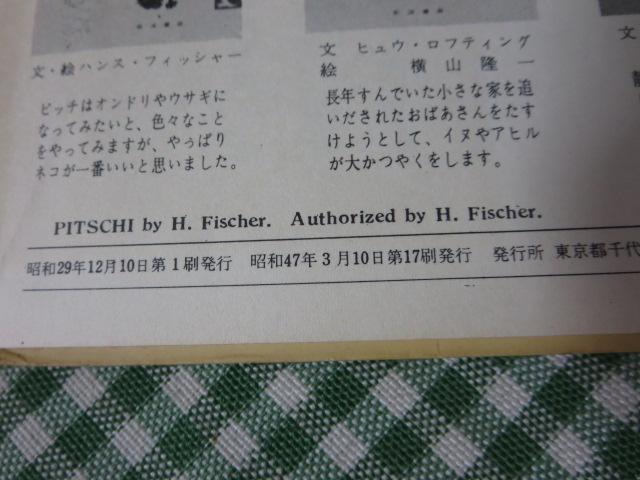 文・絵ハンス・フィッシャー
ピッチはオンドリやウサギに
なってみたいと、色々なこと
をやってみますが、やっぱり
ネコが一番いいと思いました。
文 ヒュウ・ロフティング
絵 横山隆一
長年すんでいた小さな家を追
いだされたおばあさんをたす
けようとして、イヌやアヒル
が大かつやくをします。
文
PITSCHI by H. Fischer. Authorized by H. Fischer.
昭和29年12月10日第1刷発行 昭和47年3月10日第17刷発行 発行所 東京都千代